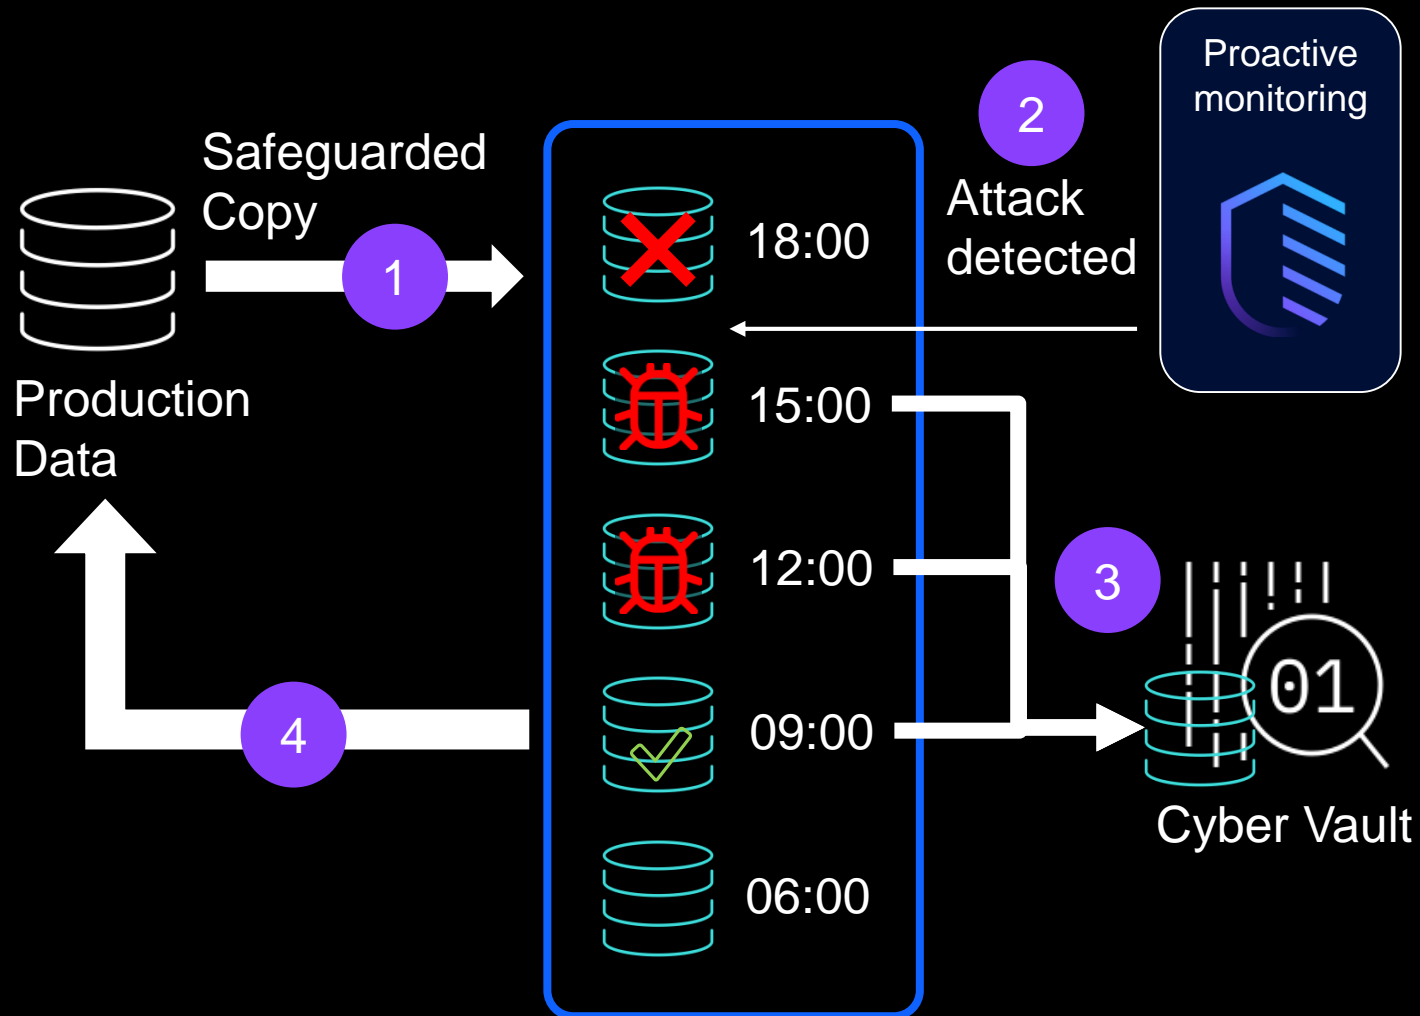 Proactive
monitoring
2
Attack
detected
Safeguarded
Copy
1
Production
Data
18:00
15:00
12:00
09:00
06:00
3
01
Cyber Vault
4